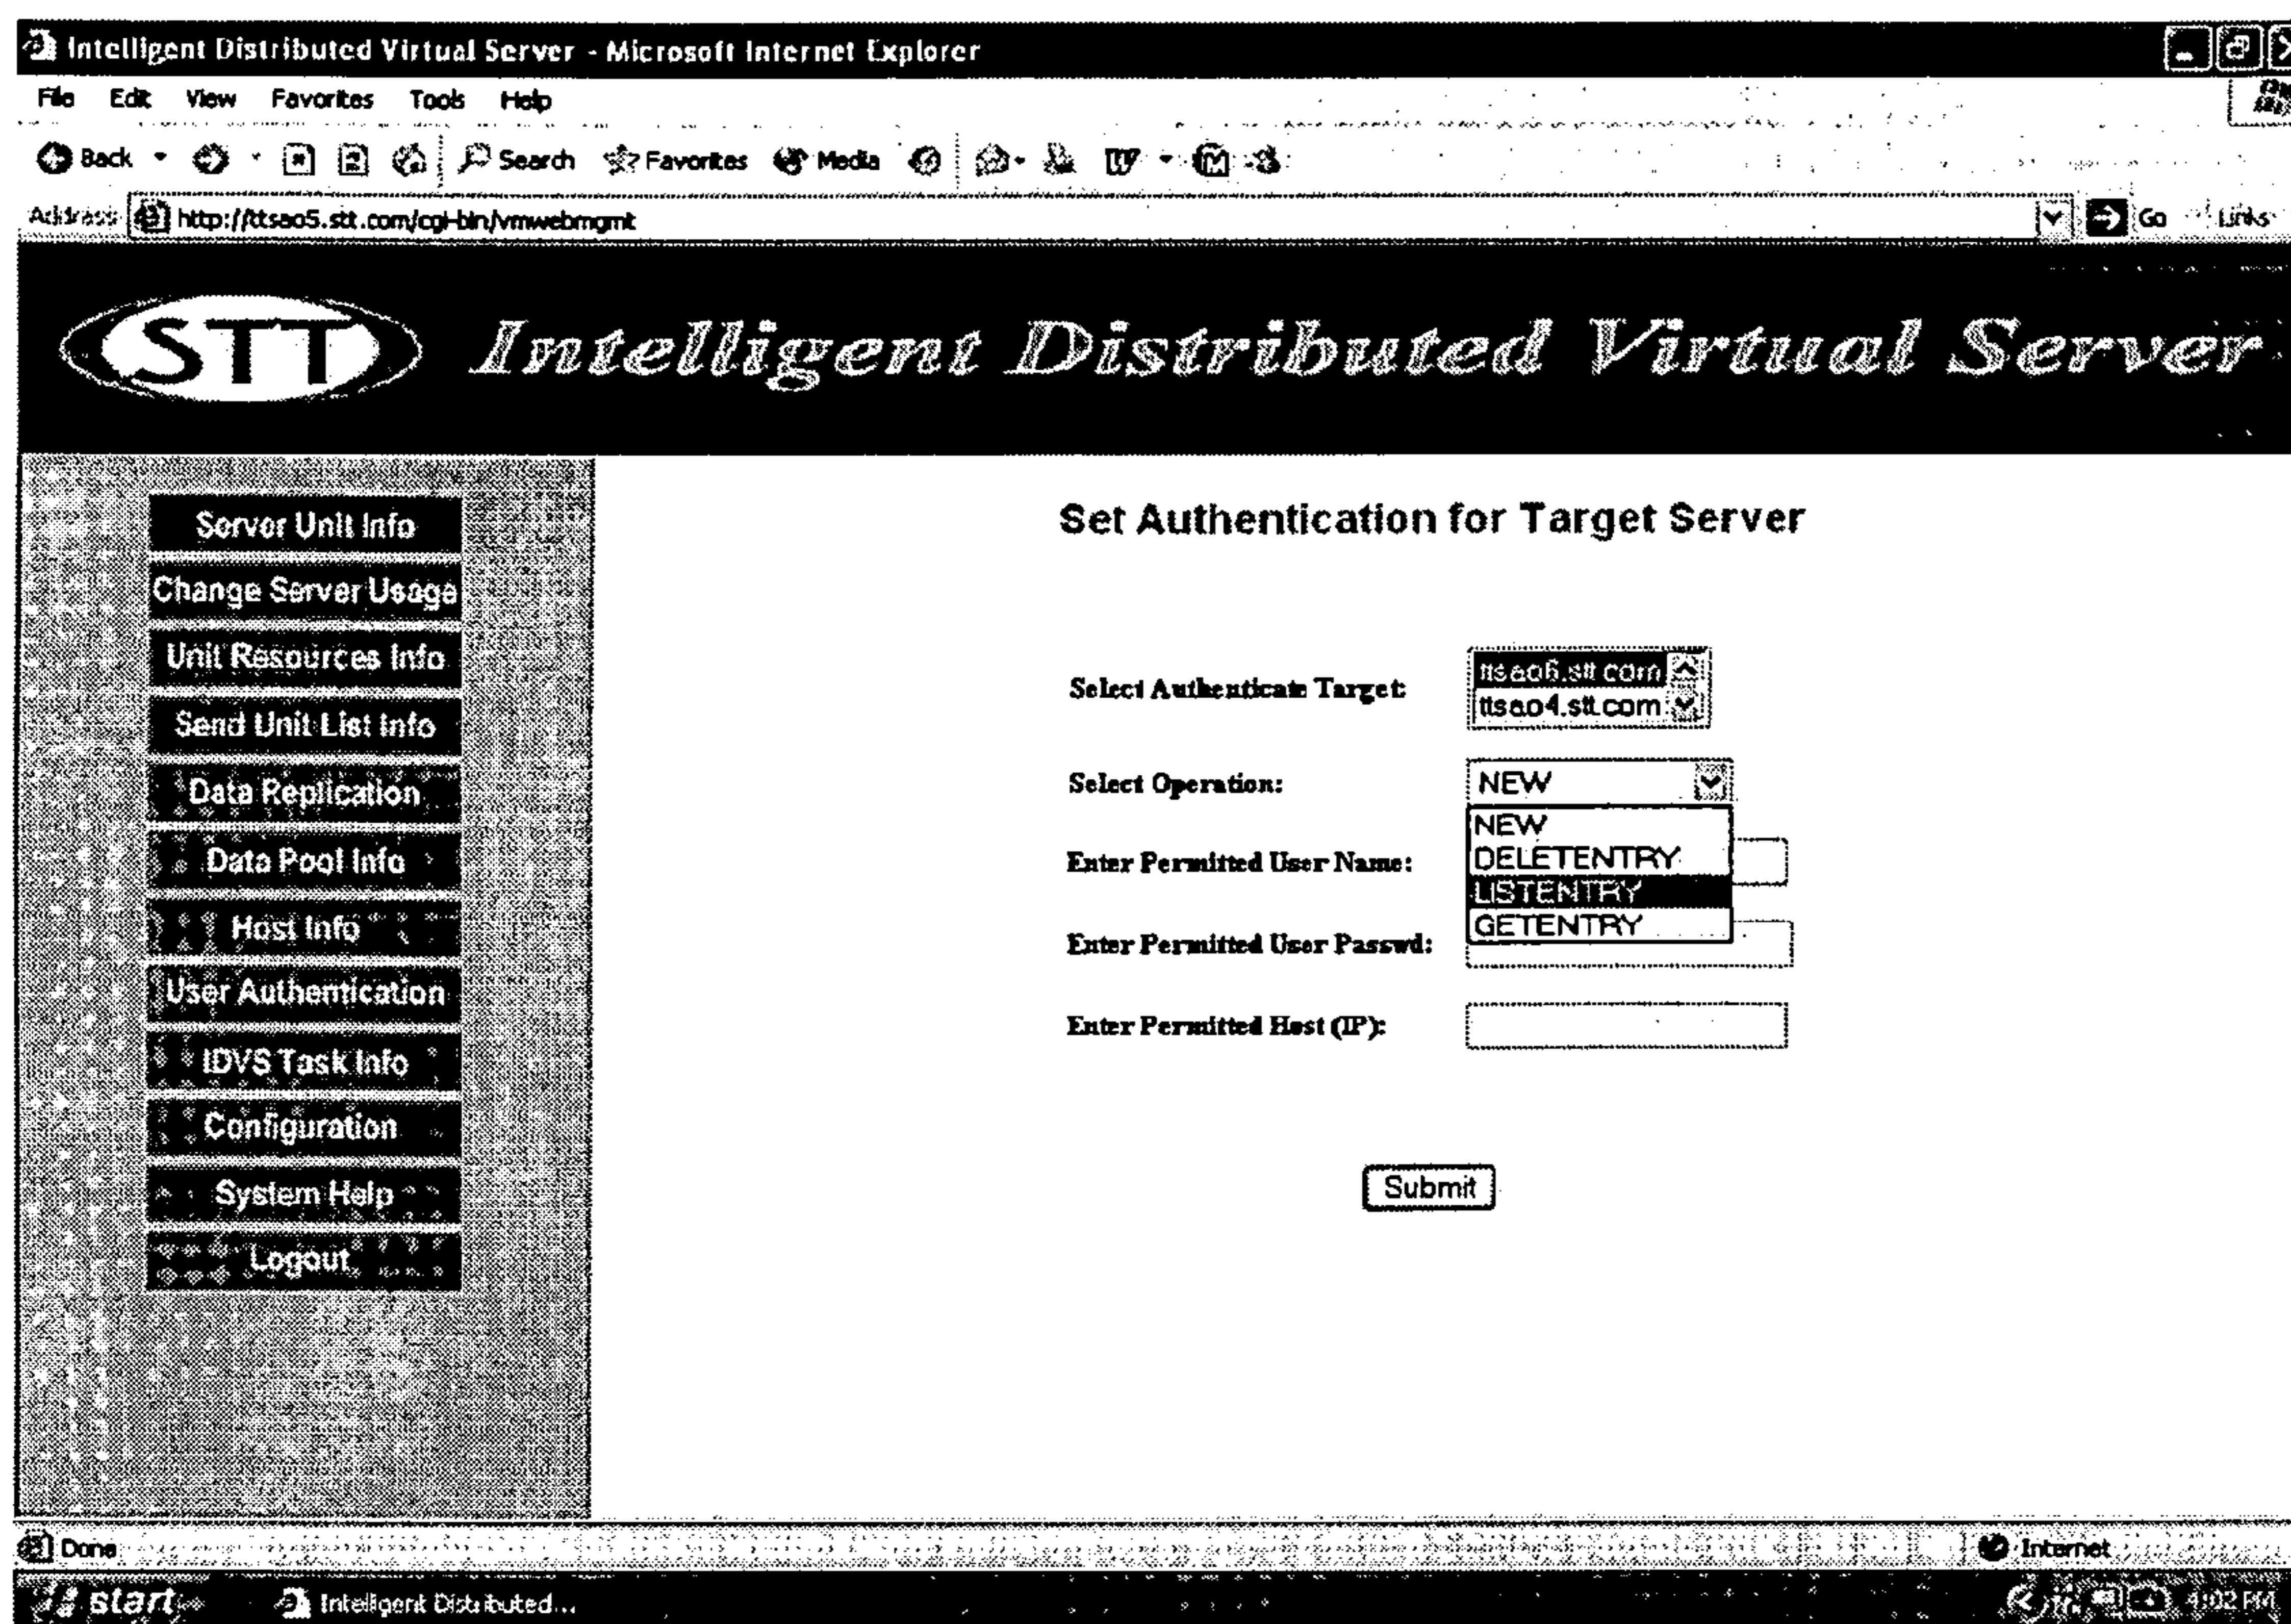 Intelligent Distributed Virtual Server - Microsoft Internet Explorer
File Edit View Favorites Tools Help
Back Search Favorites Media
Address http://ttsao5.stt.com/cgi-bin/vmwebmgmt Go Links
STT Intelligent Distributed Virtual Server
Server Unit Info
Change Server Usage
Unit Resources Info
Send Unit List Info
Data Replication
Data Pool Info
Host Info
User Authentication
IDVS Task Info
Configuration
System Help
Logout
Set Authentication for Target Server
Select Authenticate Target: ttsao6.stt.com
ttsao4.stt.com
Select Operation: NEW
NEW
DELETENTRY
LISTENTRY
GETENTRY
Enter Permitted User Name:
Enter Permitted User Passwd:
Enter Permitted Host (IP):
Submit
Done Internet
start Intelligent Distributed... 4:02 PM